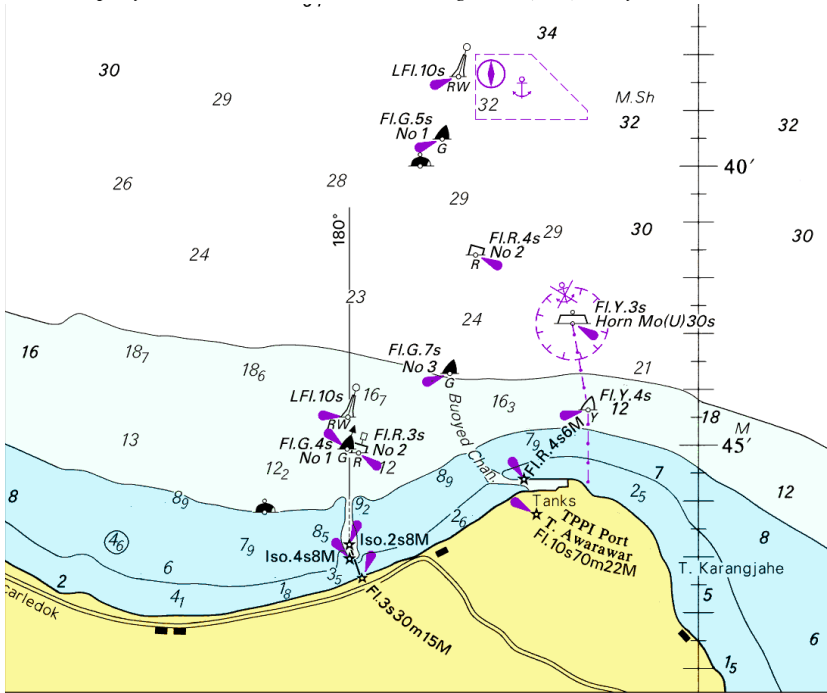 34
30
LFl.10s
RW
29
32
M.Sh
32
32
Fl.G.5s
No 1
G
40′
26
28
29
180°
Fl.R.4s
No 2
R
29
30
30
24
23
Fl.Y.3s
Horn Mo(U)30s
24
16
18₇
18₆
Fl.G.7s
No 3
G
21
LFl.10s
RW
16₇
16₃
Fl.Y.4s
12
Y
18
M
13
Fl.G.4s
No 1
G
Fl.R.3s
No 2
R
12
Buoyed Chan.
7₉
Fl.R.4s6M
45′
12₂
8₉
7
12
8
8₉
9₂
2₅
Tanks
8
4₆
7₉
8₅
Iso.2s8M
2₆
TPPI Port
T. Awarawar
Fl.10s70m22M
6
Iso.4s8M
3₅
T. Karangjahe
2
4₁
1₈
Fl.3s30m15M
5
6
1₅